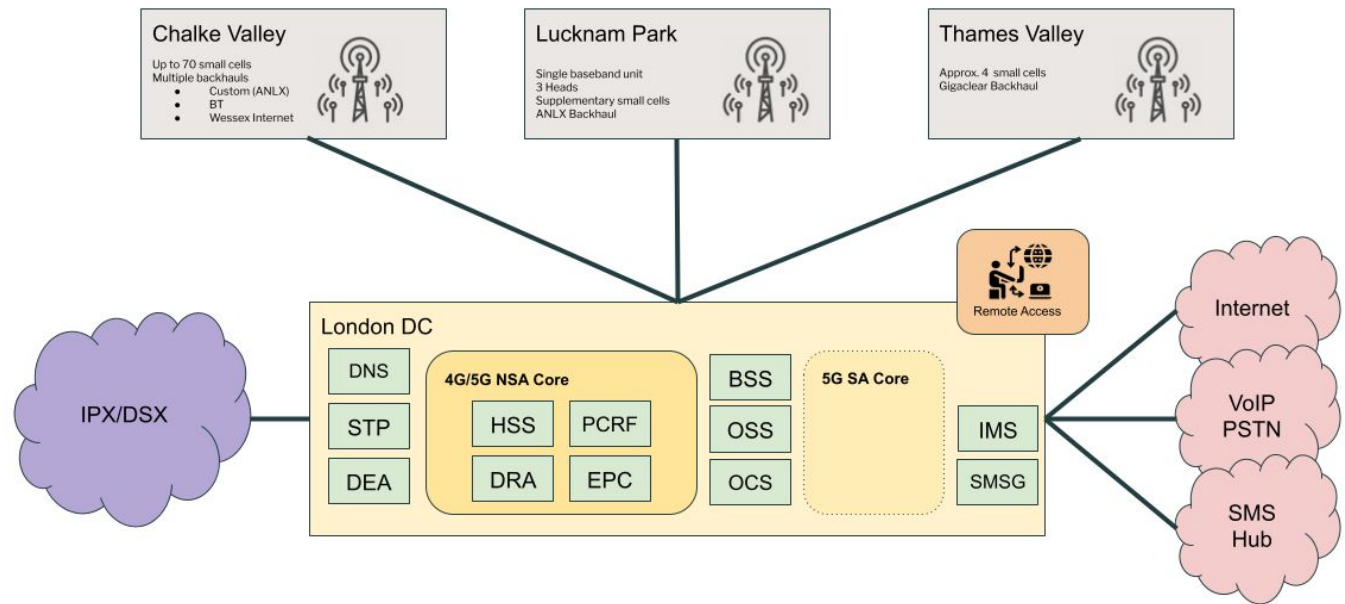 Chalke Valley
Up to 70 small cells
Multiple backhauls
● Custom (ANLX)
● BT
● Wessex Internet
Lucknam Park
Single baseband unit
3 Heads
Supplementary small cells
ANLX Backhaul
Thames Valley
Approx. 4 small cells
Gigaclear Backhaul
Remote Access
London DC
IPX/DSX
DNS
STP
DEA
4G/5G NSA Core
HSS
PCRF
DRA
EPC
BSS
OSS
OCS
5G SA Core
IMS
SMSG
Internet
VoIP
PSTN
SMS
Hub